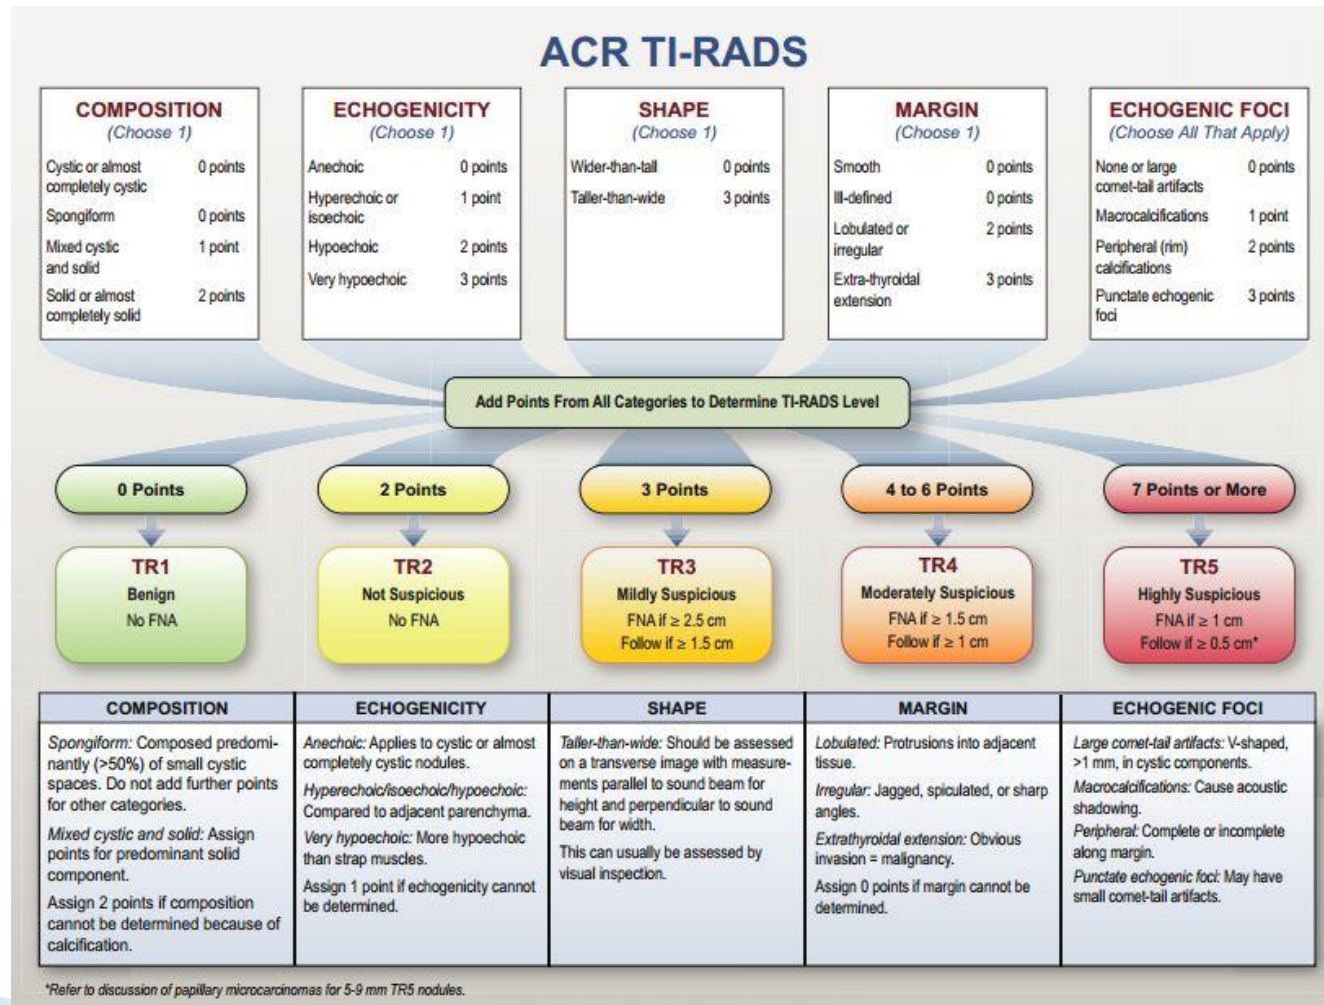 ACR TI-RADS
COMPOSITION
(Choose 1)
Cystic or almost completely cystic 0 points
Spongiform 0 points
Mixed cystic and solid 1 point
Solid or almost completely solid 2 points
ECHOGENICITY
(Choose 1)
Anechoic 0 points
Hyperechoic or isoechoic 1 point
Hypoechoic 2 points
Very hypoechoic 3 points
SHAPE
(Choose 1)
Wider-than-tall 0 points
Taller-than-wide 3 points
MARGIN
(Choose 1)
Smooth 0 points
Ill-defined 0 points
Lobulated or irregular 2 points
Extra-thyroidal extension 3 points
ECHOGENIC FOCI
(Choose All That Apply)
None or large comet-tail artifacts 0 points
Macrocalcifications 1 point
Peripheral (rim) calcifications 2 points
Punctate echogenic foci 3 points
Add Points From All Categories to Determine TI-RADS Level
0 Points
2 Points
3 Points
4 to 6 Points
7 Points or More
TR1
Benign
No FNA
TR2
Not Suspicious
No FNA
TR3
Mildly Suspicious
FNA if ≥ 2.5 cm
Follow if ≥ 1.5 cm
TR4
Moderately Suspicious
FNA if ≥ 1.5 cm
Follow if ≥ 1 cm
TR5
Highly Suspicious
FNA if ≥ 1 cm
Follow if ≥ 0.5 cm*
COMPOSITION
Spongiform: Composed predomi-
nantly (>50%) of small cystic
spaces. Do not add further points
for other categories.
Mixed cystic and solid: Assign
points for predominant solid
component.
Assign 2 points if composition
cannot be determined because of
calcification.
ECHOGENICITY
Anechoic: Applies to cystic or almost
completely cystic nodules.
Hyperechoic/isoechoic/hypoechoic:
Compared to adjacent parenchyma.
Very hypoechoic: More hypoechoic
than strap muscles.
Assign 1 point if echogenicity cannot
be determined.
SHAPE
Taller-than-wide: Should be assessed
on a transverse image with measure-
ments parallel to sound beam for
height and perpendicular to sound
beam for width.
This can usually be assessed by
visual inspection.
MARGIN
Lobulated: Protrusions into adjacent
tissue.
Irregular: Jagged, spiculated, or sharp
angles.
Extrathyroidal extension: Obvious
invasion = malignancy.
Assign 0 points if margin cannot be
determined.
ECHOGENIC FOCI
Large comet-tail artifacts: V-shaped,
>1 mm, in cystic components.
Macrocalcifications: Cause acoustic
shadowing.
Peripheral: Complete or incomplete
along margin.
Punctate echogenic foci: May have
small comet-tail artifacts.
*Refer to discussion of papillary microcarcinomas for 5-9 mm TR5 nodules.